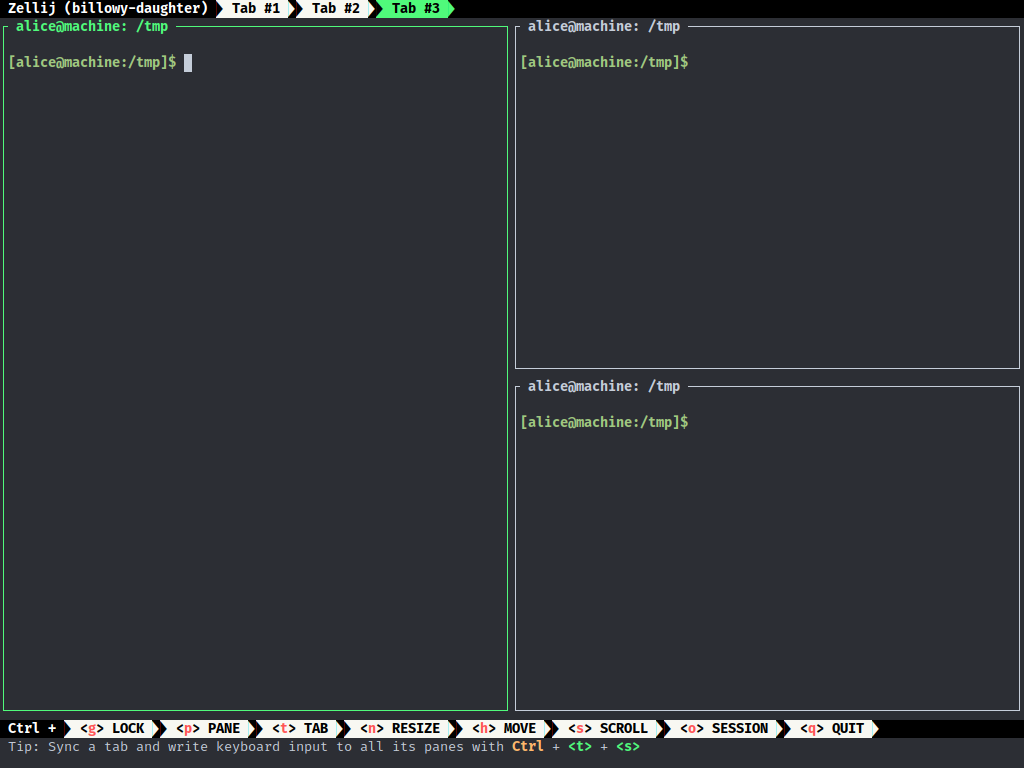 Zellij (billowy-daughter) Tab #1 Tab #2 Tab #3
alice@machine: /tmp
[alice@machine:/tmp]$
alice@machine: /tmp
[alice@machine:/tmp]$
alice@machine: /tmp
[alice@machine:/tmp]$
Ctrl + <g> LOCK <p> PANE <t> TAB <n> RESIZE <h> MOVE <s> SCROLL <o> SESSION <q> QUIT
Tip: Sync a tab and write keyboard input to all its panes with Ctrl + <t> + <s>